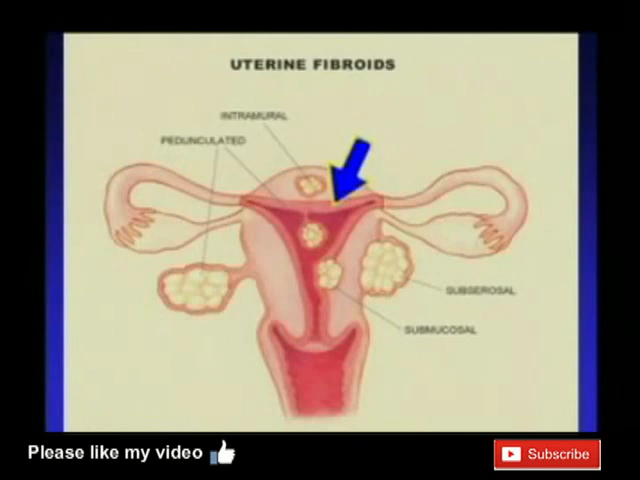 UTERINE FIBROIDS
INTRAMURAL
PEDUNCULATED
SUBSEROSAL
SUBMUCOSAL
Please like my video
Subscribe